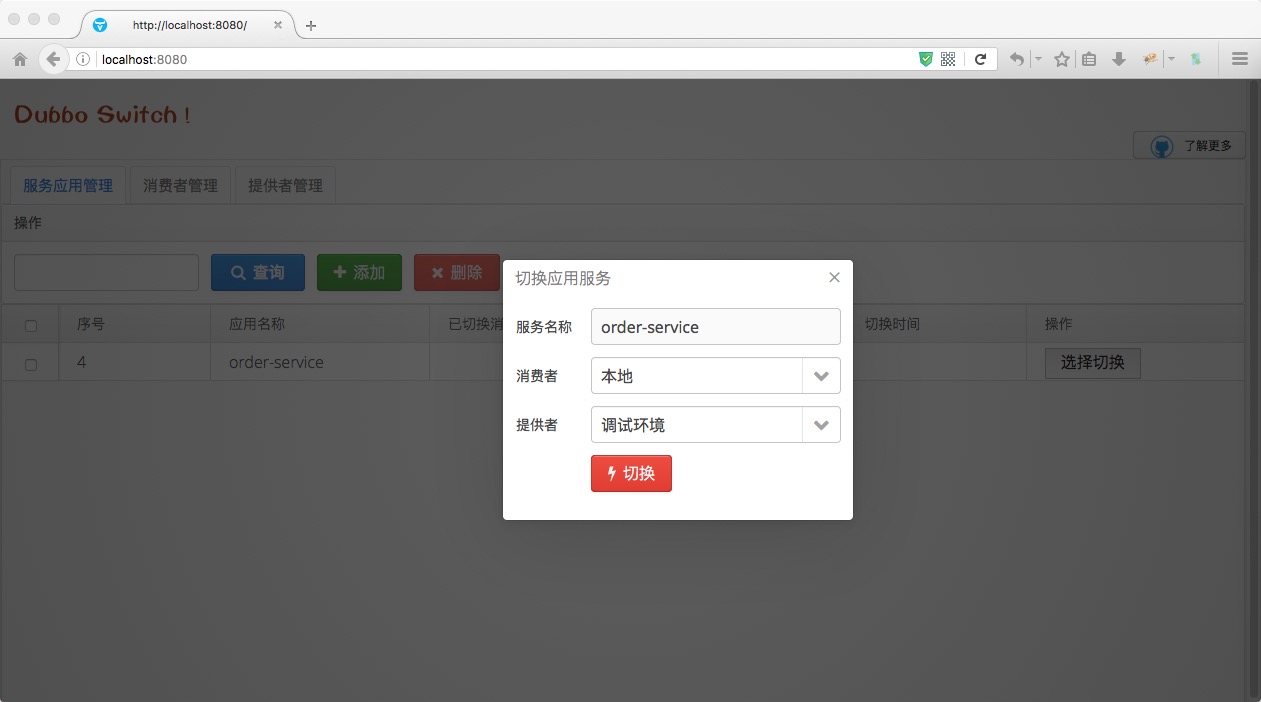 http://localhost:8080/
localhost:8080
Dubbo Switch !
了解更多
服务应用管理 消费者管理 提供者管理
操作
查询 添加 删除
序号 应用名称 已切换消 切换时间 操作
4 order-service 选择切换
切换应用服务
服务名称 order-service
消费者 本地
提供者 调试环境
切换